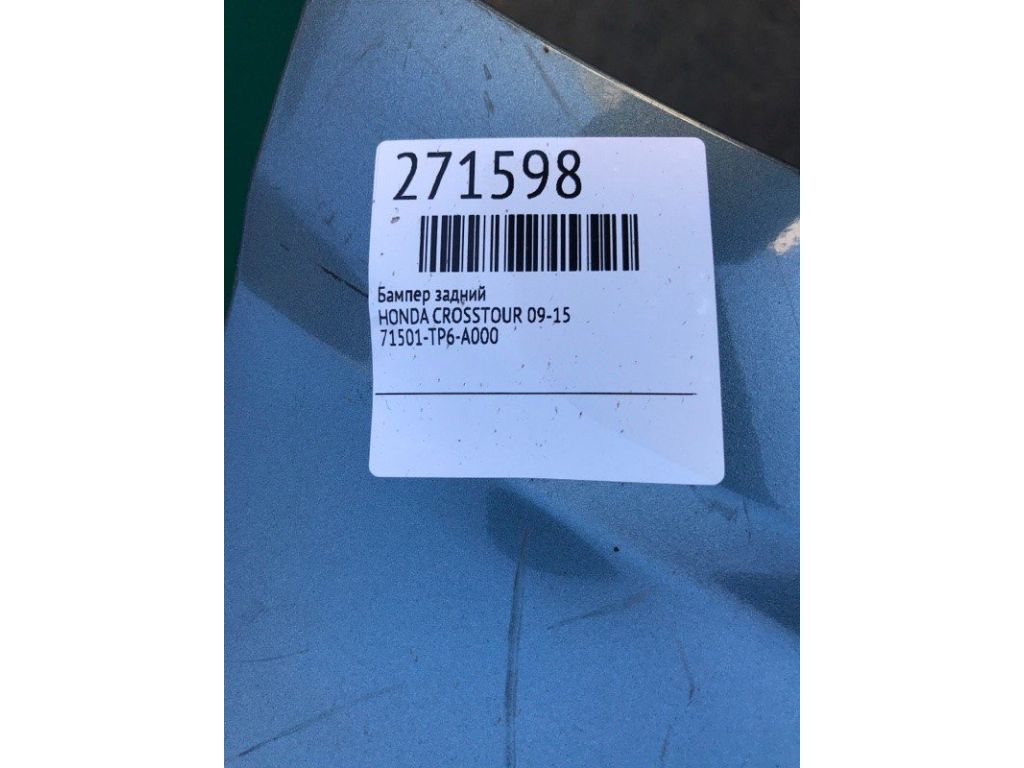 271598
Бампер задний
HONDA CROSSTOUR 09-15
71501-TP6-A000